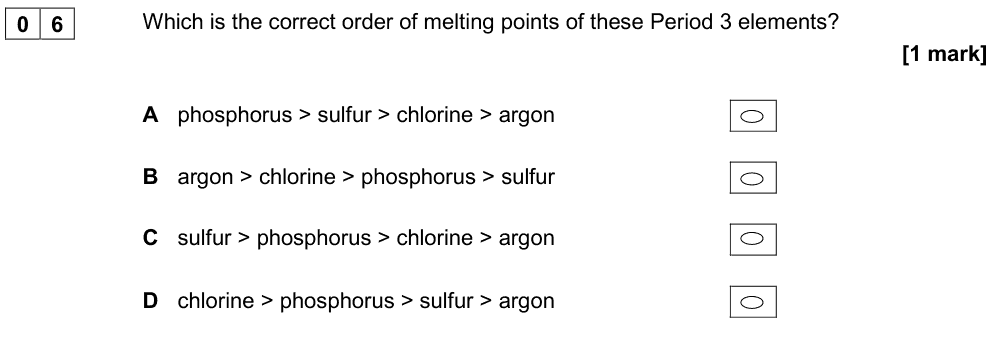 0 6 Which is the correct order of melting points of these Period 3 elements?
[1 mark]
A phosphorus > sulfur > chlorine > argon
B argon > chlorine > phosphorus > sulfur
C sulfur > phosphorus > chlorine > argon
D chlorine > phosphorus > sulfur > argon